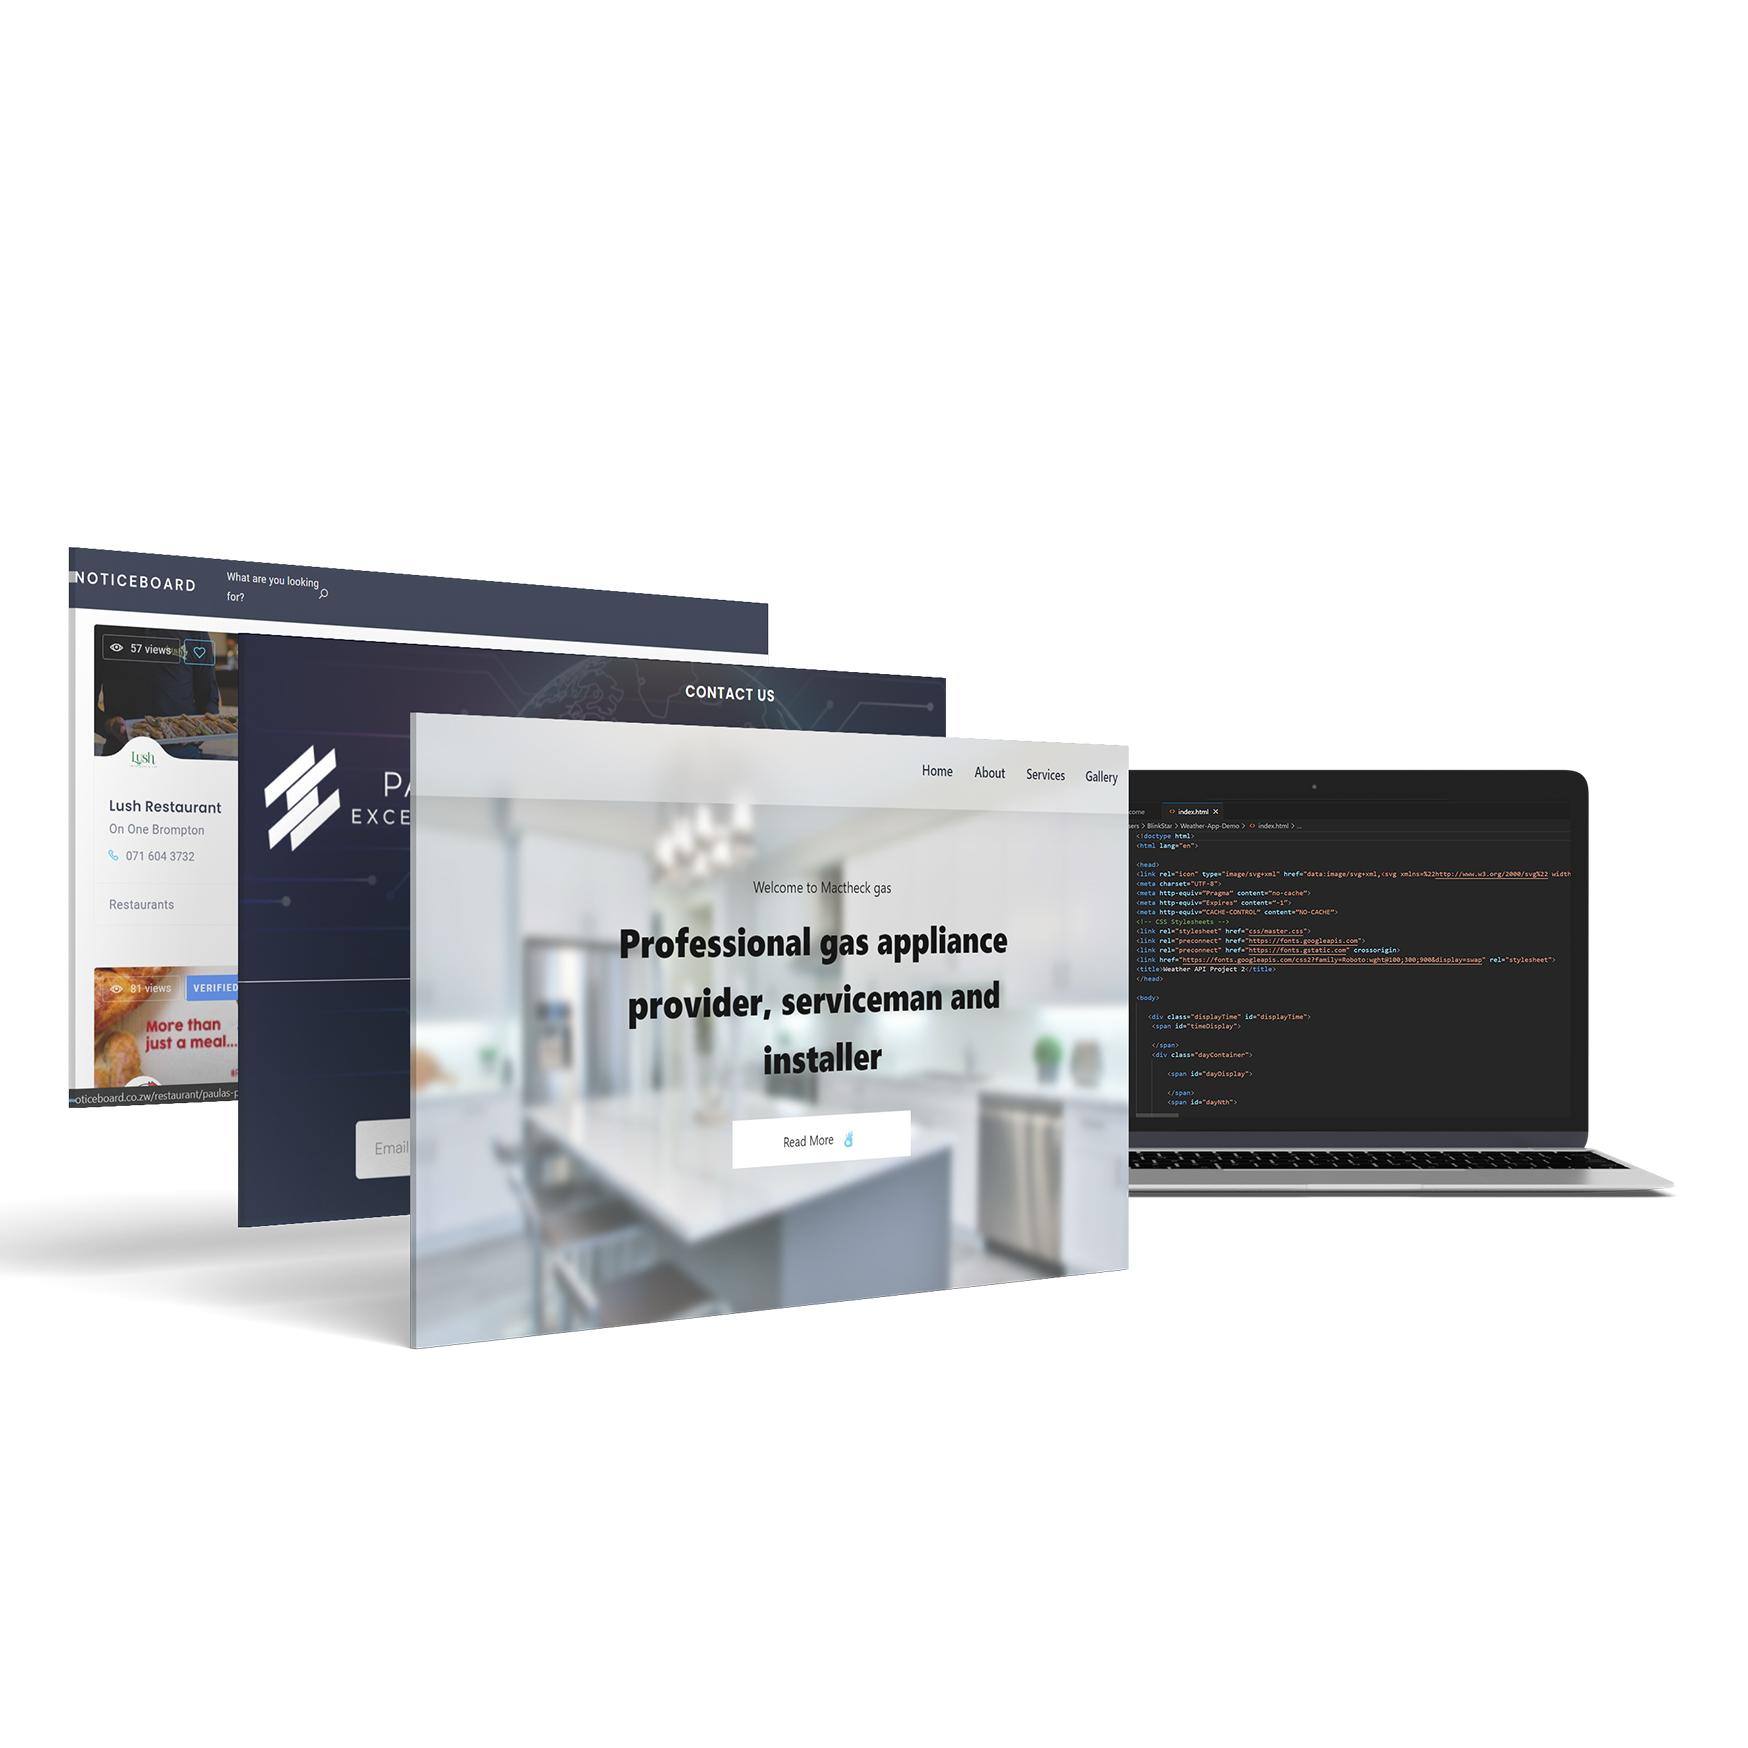 NOTICEBOARD
What are you looking
for?
57 views
Lush
Lush Restaurant
On One Brompton
071 604 3732
Restaurants
81 views
VERIFIED
More than
just a meal...
oticeboard.co.zw/restaurant/paulas-p
CONTACT US
PA
EXCE
Email
Home About Services Gallery
Welcome to Mactheck gas
Professional gas appliance
provider, serviceman and
installer
Read More
come <> index.html X
sers > BlinkStar > Weather-App-Demo > <> index.html > ...
<!doctype html>
<html lang="en">
<head>
<link rel="icon" type="image/svg+xml" href="data:image/svg+xml,<svg xmlns=%22http://www.w3.org/2000/svg%22 width
<meta charset="UTF-8">
<meta http-equiv="Pragma" content="no-cache">
<meta http-equiv="Expires" content="-1">
<meta http-equiv="CACHE-CONTROL" content="NO-CACHE">
<!-- CSS Stylesheets -->
<link rel="stylesheet" href="css/master.css">
<link rel="preconnect" href="https://fonts.googleapis.com">
<link rel="preconnect" href="https://fonts.gstatic.com" crossorigin>
<link href="https://fonts.googleapis.com/css2?family=Roboto:wght@100;300;900&display=swap" rel="stylesheet">
<title>Weather API Project 2</title>
</head>
<body>
<div class="displayTime" id="displayTime">
<span id="timeDisplay">
</span>
<div class="dayContainer">
<span id="dayDisplay">
</span>
<span id="dayNth">